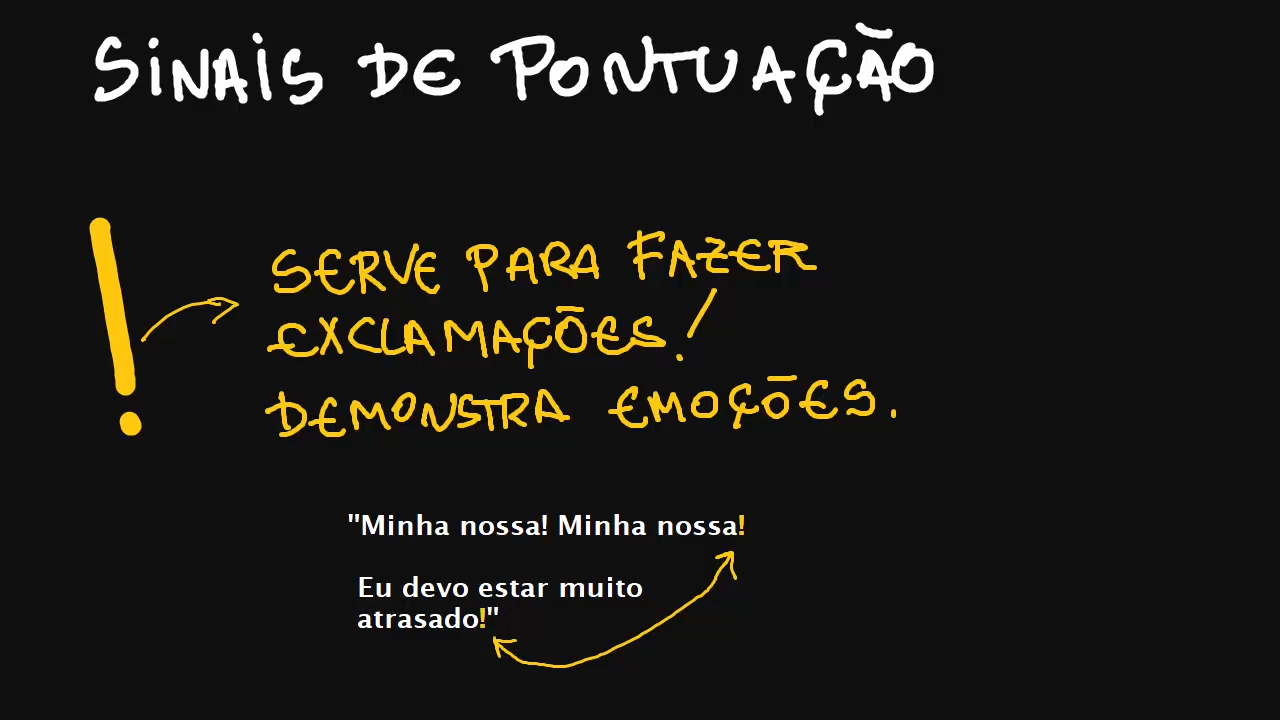 SINAIS DE PONTUAÇÃO
!
SERVE PARA FAZER
EXCLAMAÇÕES!
DEMONSTRA EMOÇÕES.
"Minha nossa! Minha nossa!
Eu devo estar muito
atrasado!"